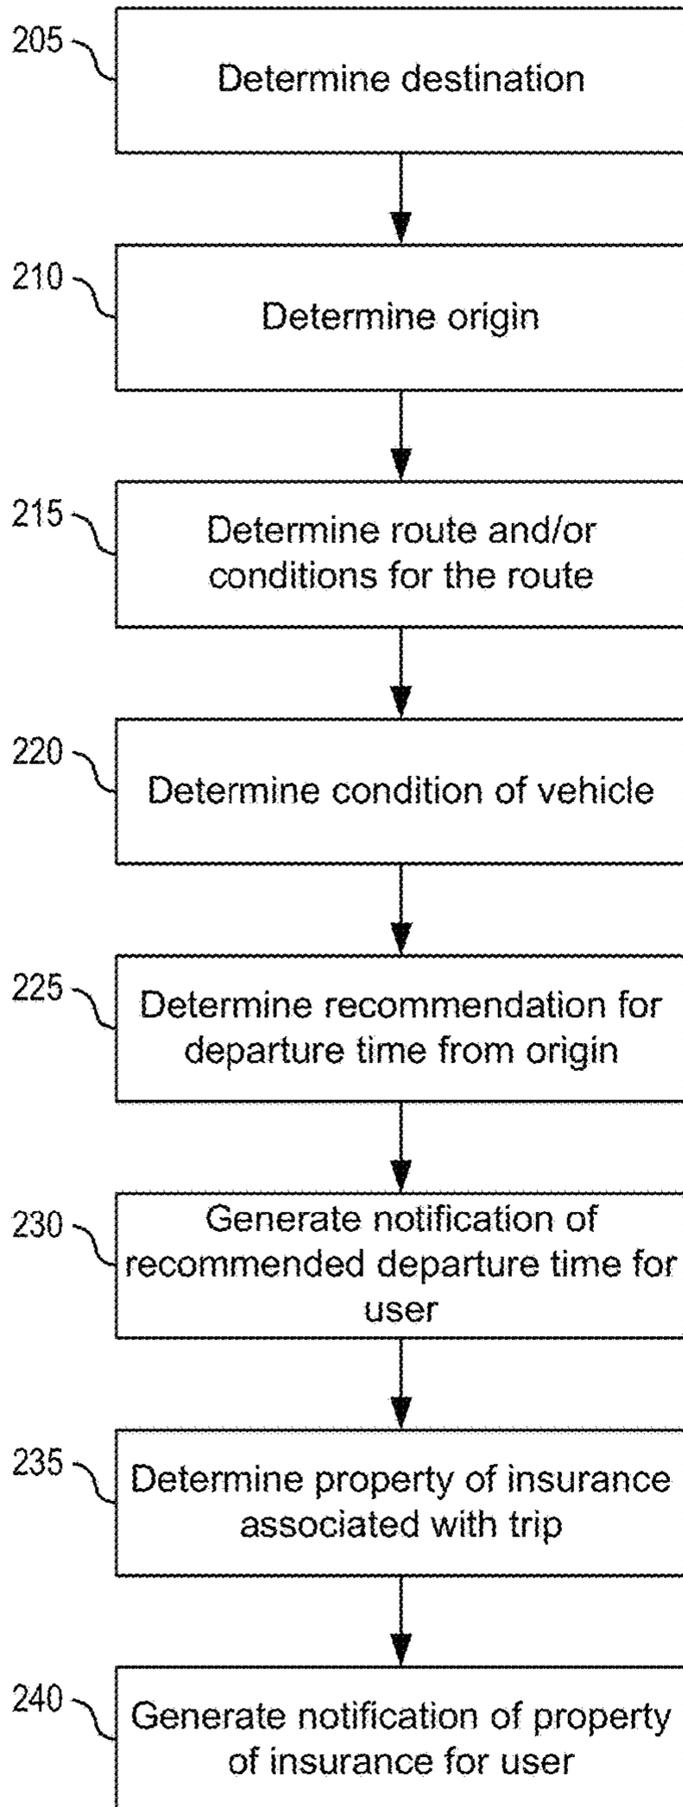 205
Determine destination
210
Determine origin
215
Determine route and/or
conditions for the route
220
Determine condition of vehicle
225
Determine recommendation for
departure time from origin
230
Generate notification of
recommended departure time for
user
235
Determine property of insurance
associated with trip
240
Generate notification of property
of insurance for user